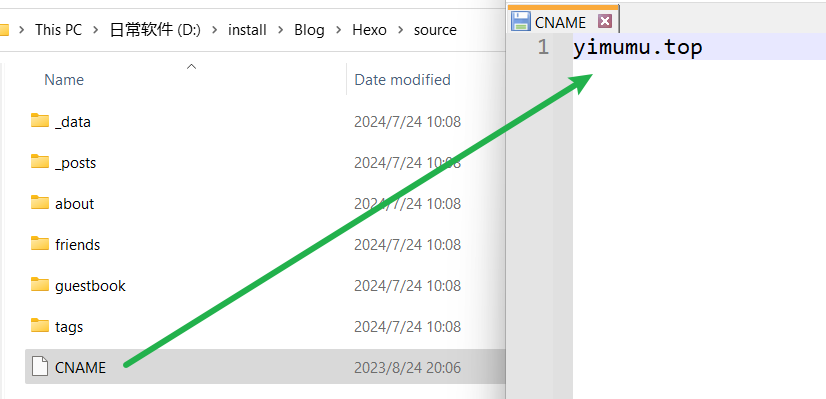 This PC > 日常软件 (D:) > install > Blog > Hexo > source
Name Date modified
_data 2024/7/24 10:08
_posts 2024/7/24 10:08
about 2024/7/24 10:08
friends 2024/7/24 10:08
guestbook 2024/7/24 10:08
tags 2024/7/24 10:08
CNAME 2023/8/24 20:06
CNAME
1 yimumu.top